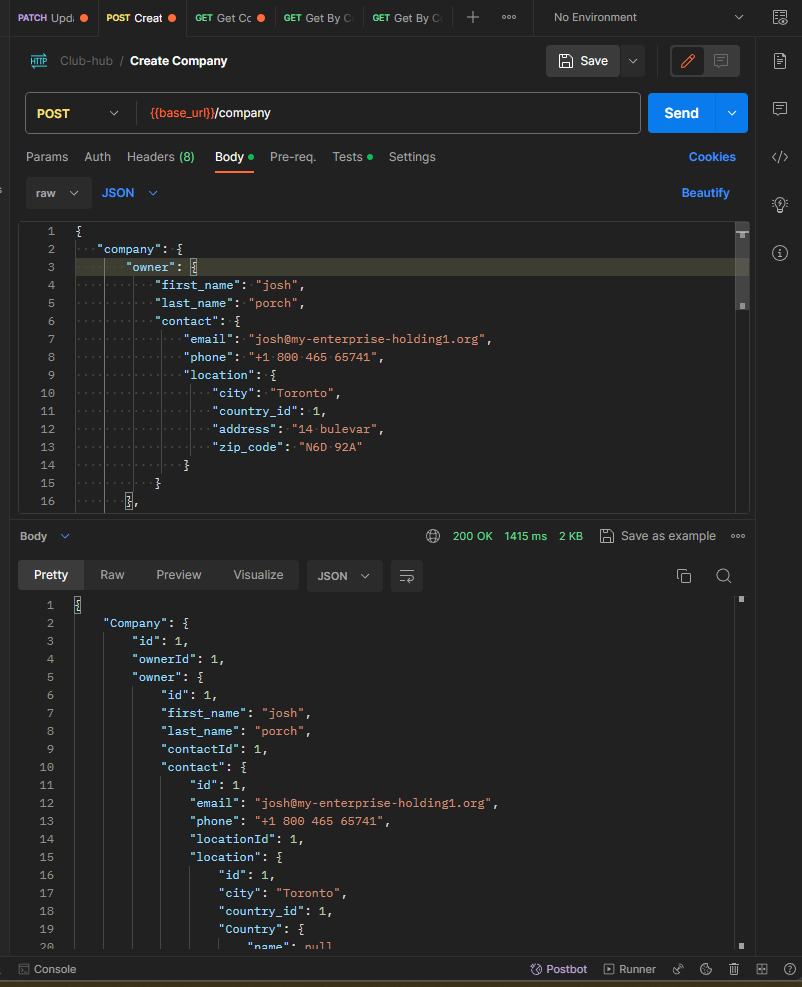 PATCH Upda POST Creat GET Get Co GET Get By C GET Get By C No Environment
Club-hub / Create Company Save
POST {{base_url}}/company Send
Params Auth Headers (8) Body Pre-req. Tests Settings Cookies
raw JSON Beautify
1 {
2 "company": {
3 "owner": {
4 "first_name": "josh",
5 "last_name": "porch",
6 "contact": {
7 "email": "josh@my-enterprise-holding1.org",
8 "phone": "+1 800 465 65741",
9 "location": {
10 "city": "Toronto",
11 "country_id": 1,
12 "address": "14 bulevar",
13 "zip_code": "N6D 92A"
14 }
15 }
16 },
Body 200 OK 1415 ms 2 KB Save as example
Pretty Raw Preview Visualize JSON
1 {
2 "Company": {
3 "id": 1,
4 "ownerId": 1,
5 "owner": {
6 "id": 1,
7 "first_name": "josh",
8 "last_name": "porch",
9 "contactId": 1,
10 "contact": {
11 "id": 1,
12 "email": "josh@my-enterprise-holding1.org",
13 "phone": "+1 800 465 65741",
14 "locationId": 1,
15 "location": {
16 "id": 1,
17 "city": "Toronto",
18 "country_id": 1,
19 "Country": {
20 "name": null
Console Postbot Runner